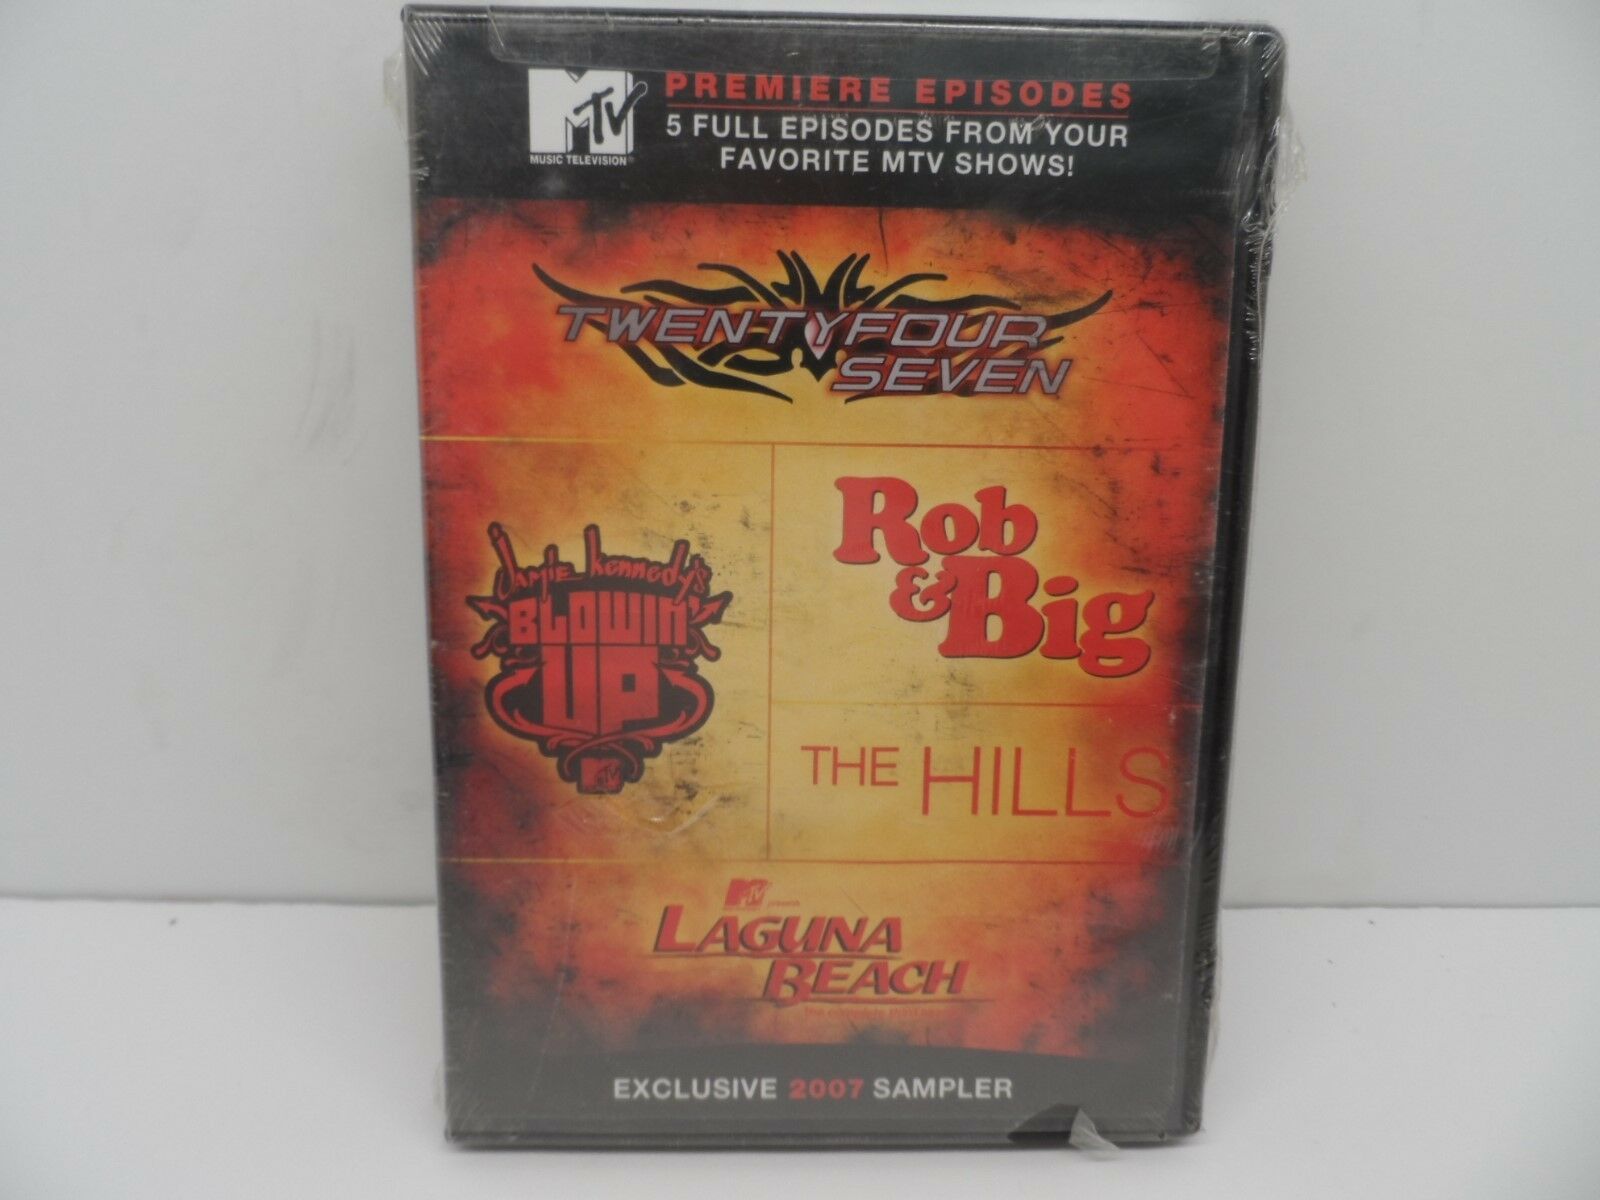 MTV
MUSIC TELEVISION®
PREMIERE EPISODES
5 FULL EPISODES FROM YOUR
FAVORITE MTV SHOWS!
TWENTYFOUR
SEVEN
Jamie Kennedy's
BLOWIN'
UP
MTV
Rob
& Big
THE HILLS
MTV
presents
LAGUNA
BEACH
EXCLUSIVE 2007 SAMPLER